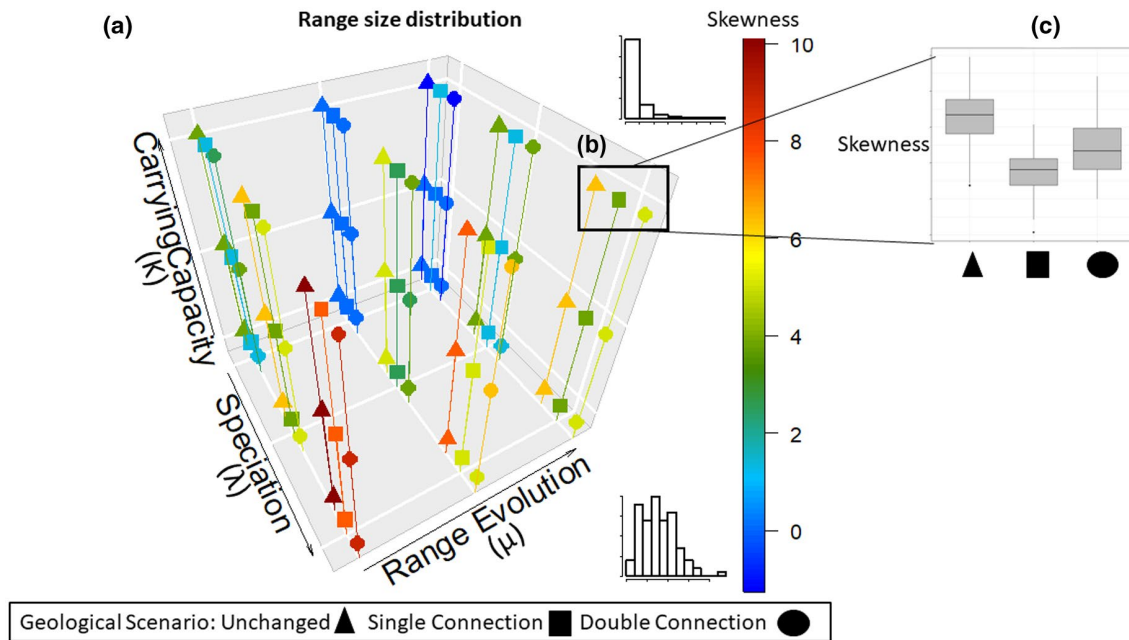 (a)
Range size distribution
Skewness
(c)
10
8
6
4
2
0
(b)
Skewness
CarryingCapacity
(K)
Speciation
(λ)
Range Evolution
(μ)
Geological Scenario: Unchanged Single Connection Double Connection